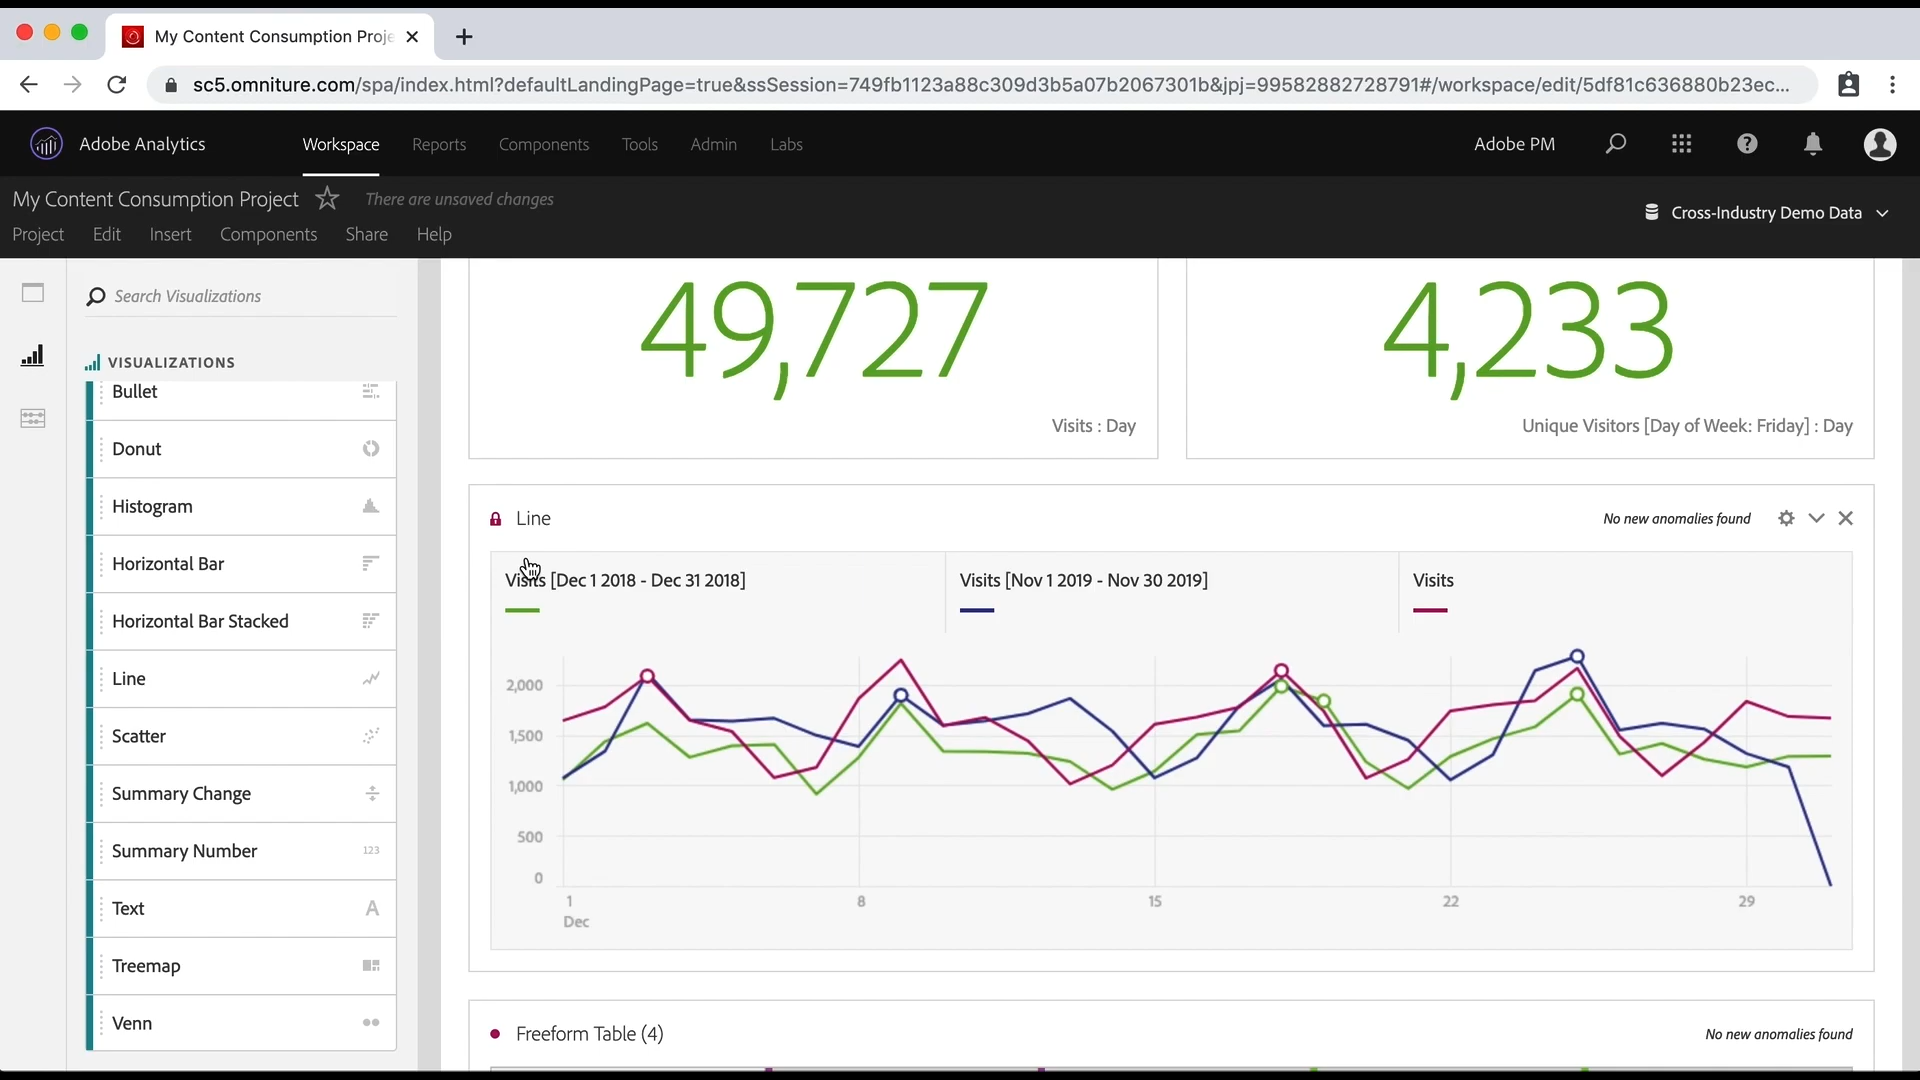 My Content Consumption Proje
sc5.omniture.com/spa/index.html?defaultLandingPage=true&ssSession=749fb1123a88c309d3b5a07b2067301b&jpj=99582882728791#/workspace/edit/5df81c636880b23ec...
Adobe Analytics
Workspace Reports Components Tools Admin Labs
Adobe PM
My Content Consumption Project
There are unsaved changes
Project Edit Insert Components Share Help
Cross-Industry Demo Data
Search Visualizations
VISUALIZATIONS
Bullet
Donut
Histogram
Horizontal Bar
Horizontal Bar Stacked
Line
Scatter
Summary Change
Summary Number
123
Text
A
Treemap
Venn
49,727
Visits : Day
4,233
Unique Visitors [Day of Week: Friday] : Day
Line
No new anomalies found
Visits [Dec 1 2018 - Dec 31 2018]
Visits [Nov 1 2019 - Nov 30 2019]
Visits
2,000
1,500
1,000
500
0
1 8 15 22 29
Dec
Freeform Table (4)
No new anomalies found